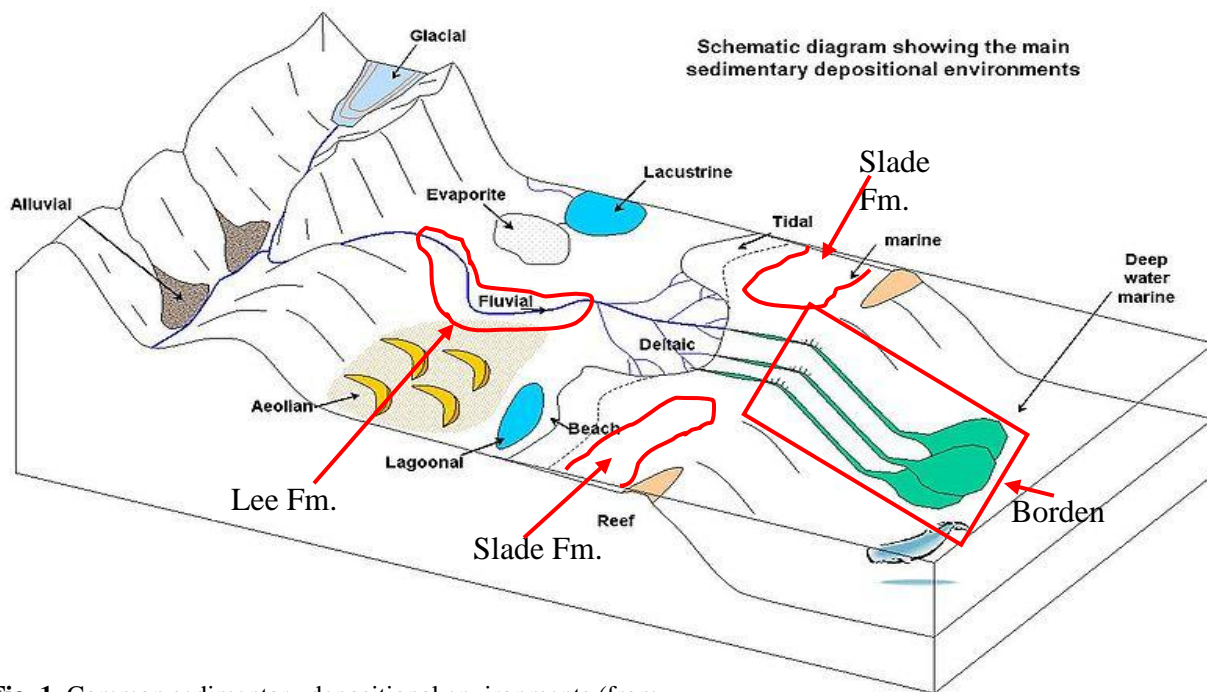 Schematic diagram showing the main
sedimentary depositional environments
Glacial
Slade
Fm.
Lacustrine
Evaporite
Alluvial
Tidal
marine
Deep
water
marine
Fluvial
Deltaic
Aeolian
Beach
Lagoonal
Lee Fm.
Reef
Borden
Slade Fm.
Fig. 1. Common sedimentary depositional environments (from